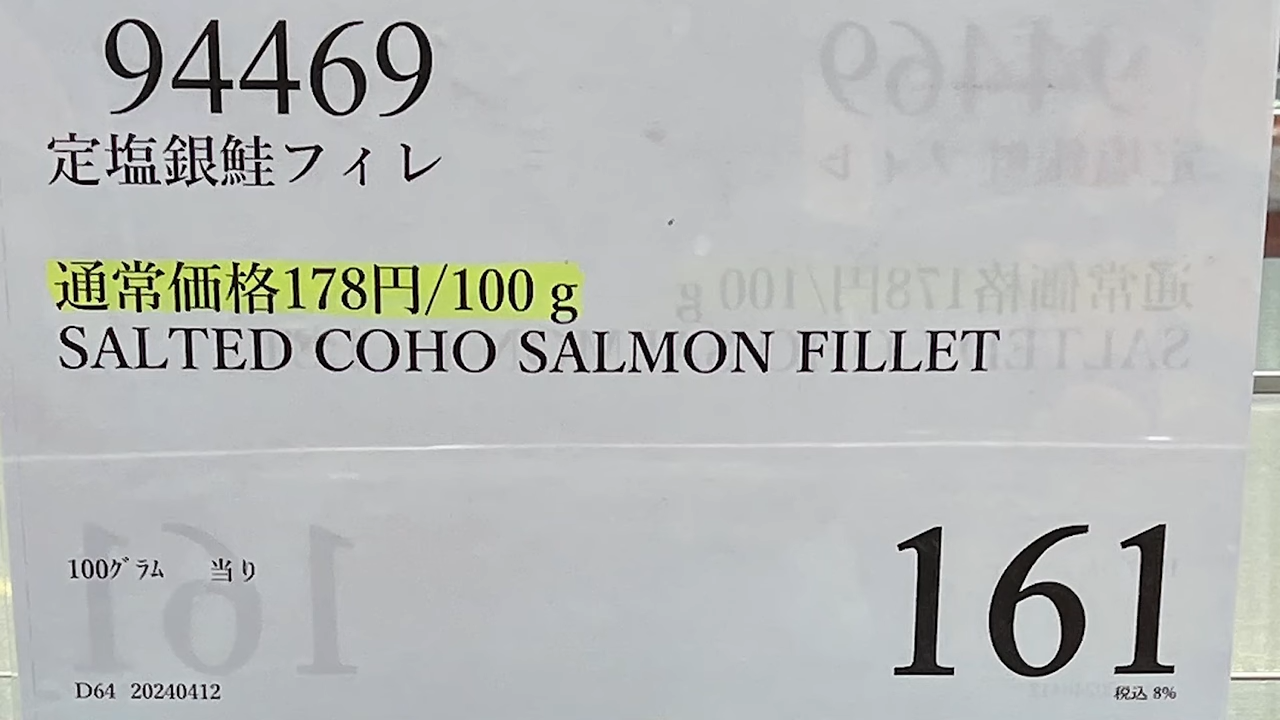 94469
定塩銀鮭フィレ
通常価格178円/100 g
SALTED COHO SALMON FILLET
100ｸﾞﾗﾑ 当り
161
D64 20240412
税込 8%